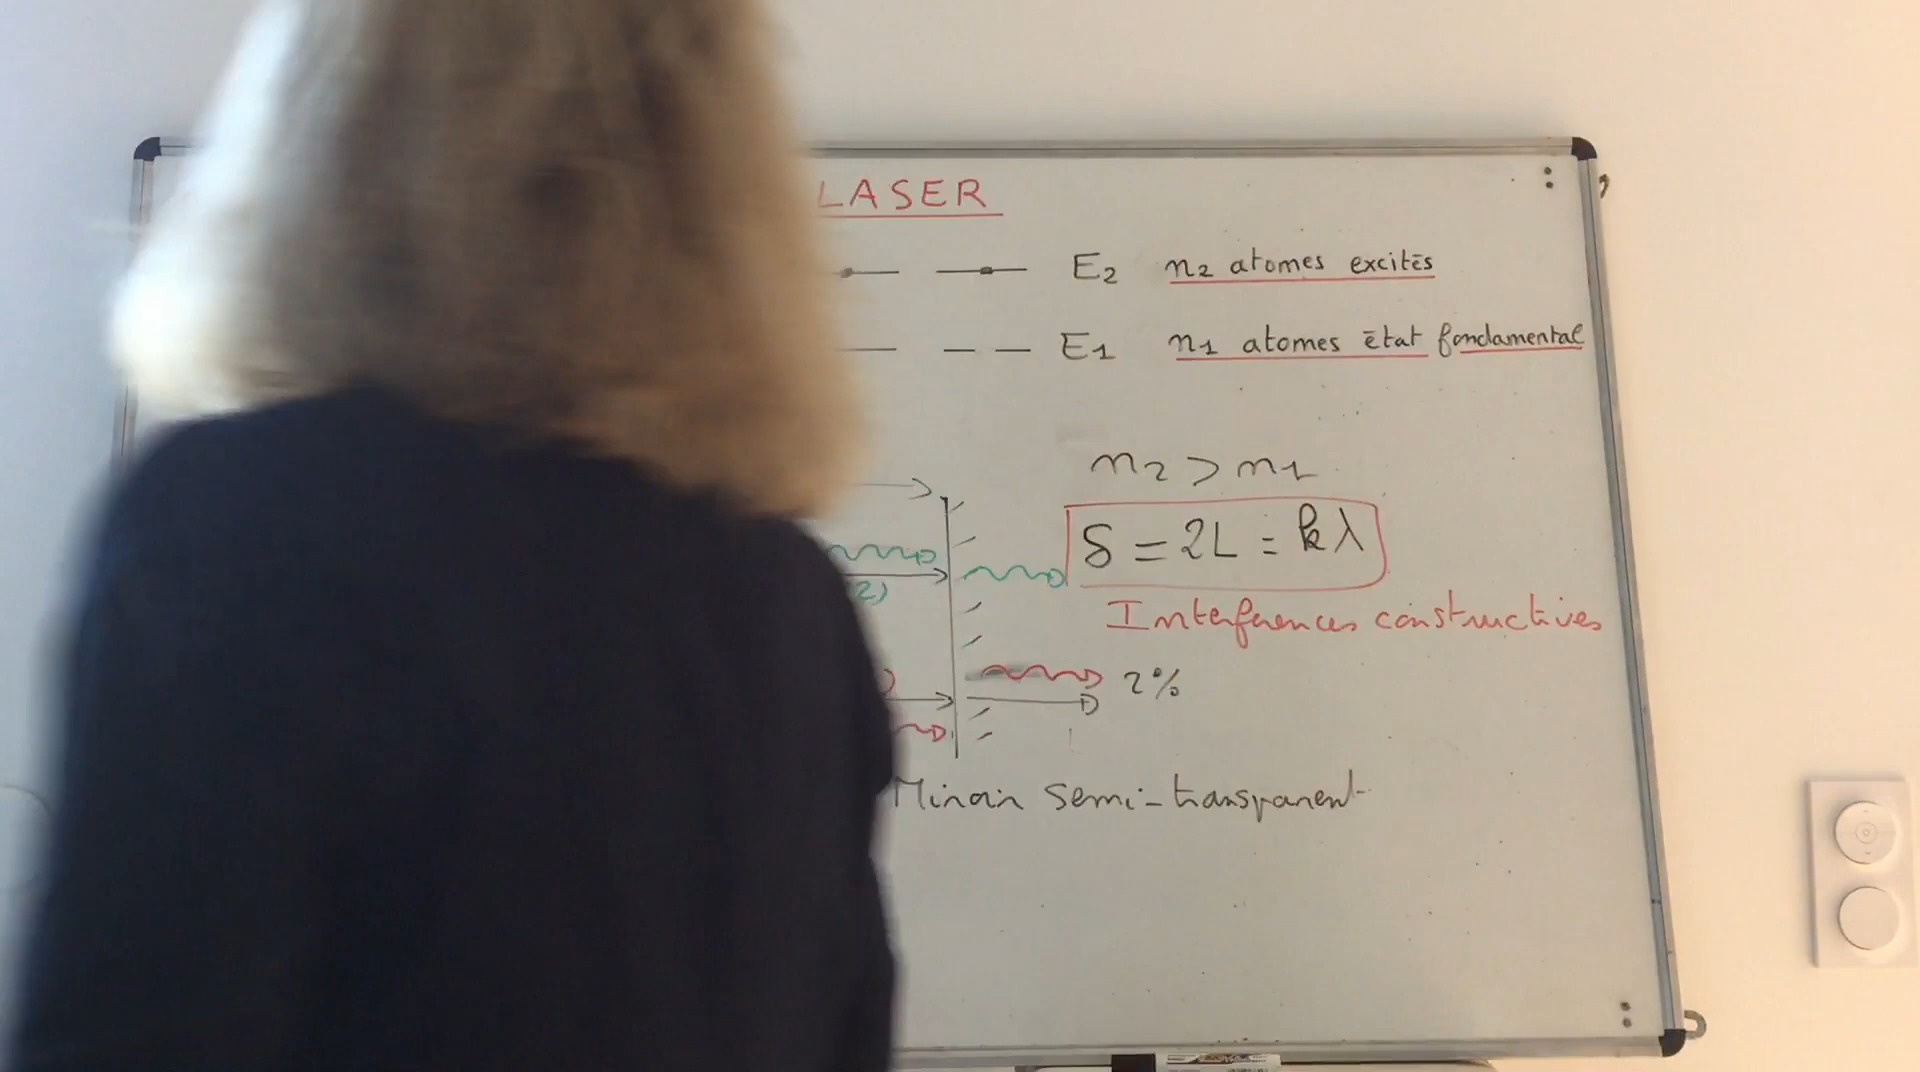 LASER
E2 n2 atomes excités
E1 n1 atomes état fondamental
n2 > n1
δ = 2L = kλ
Interférences constructives
2)
)
2%
Miroir semi-transparent